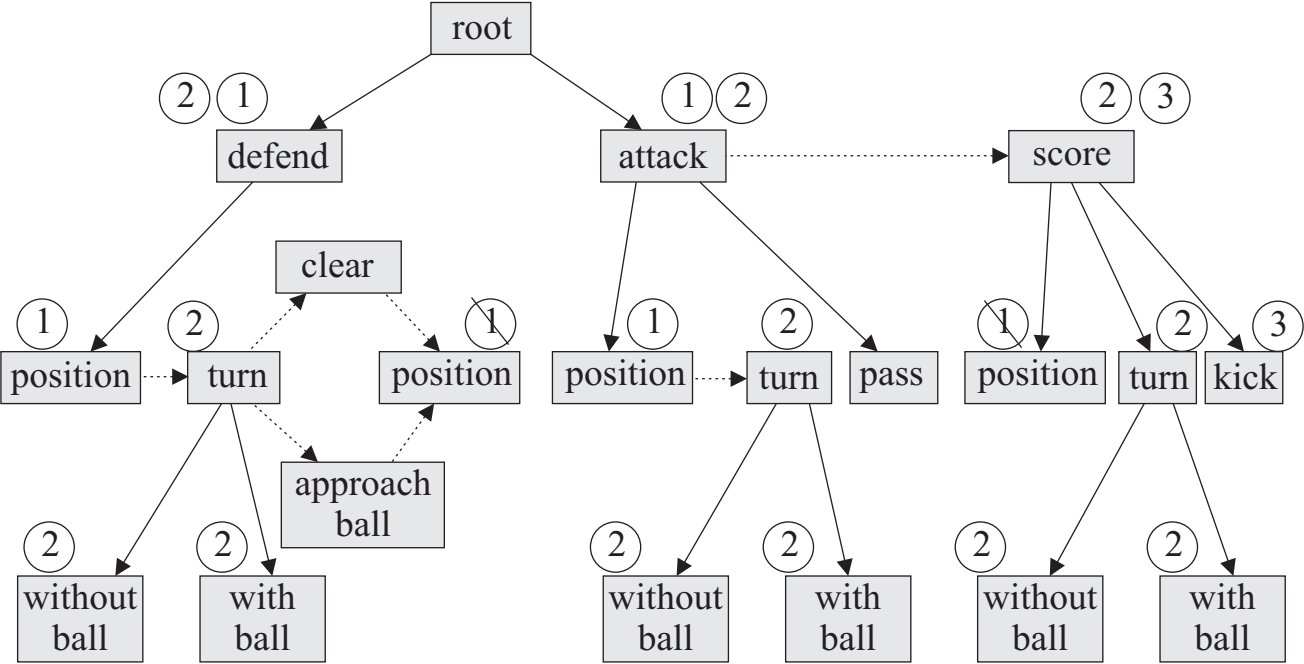 root
2 1
1 2
2 3
defend
attack
score
clear
1
2
1
1
2
1
2
3
position
turn
position
position
turn
pass
position
turn
kick
approach
ball
2
2
2
2
2
2
without
ball
with
ball
without
ball
with
ball
without
ball
with
ball